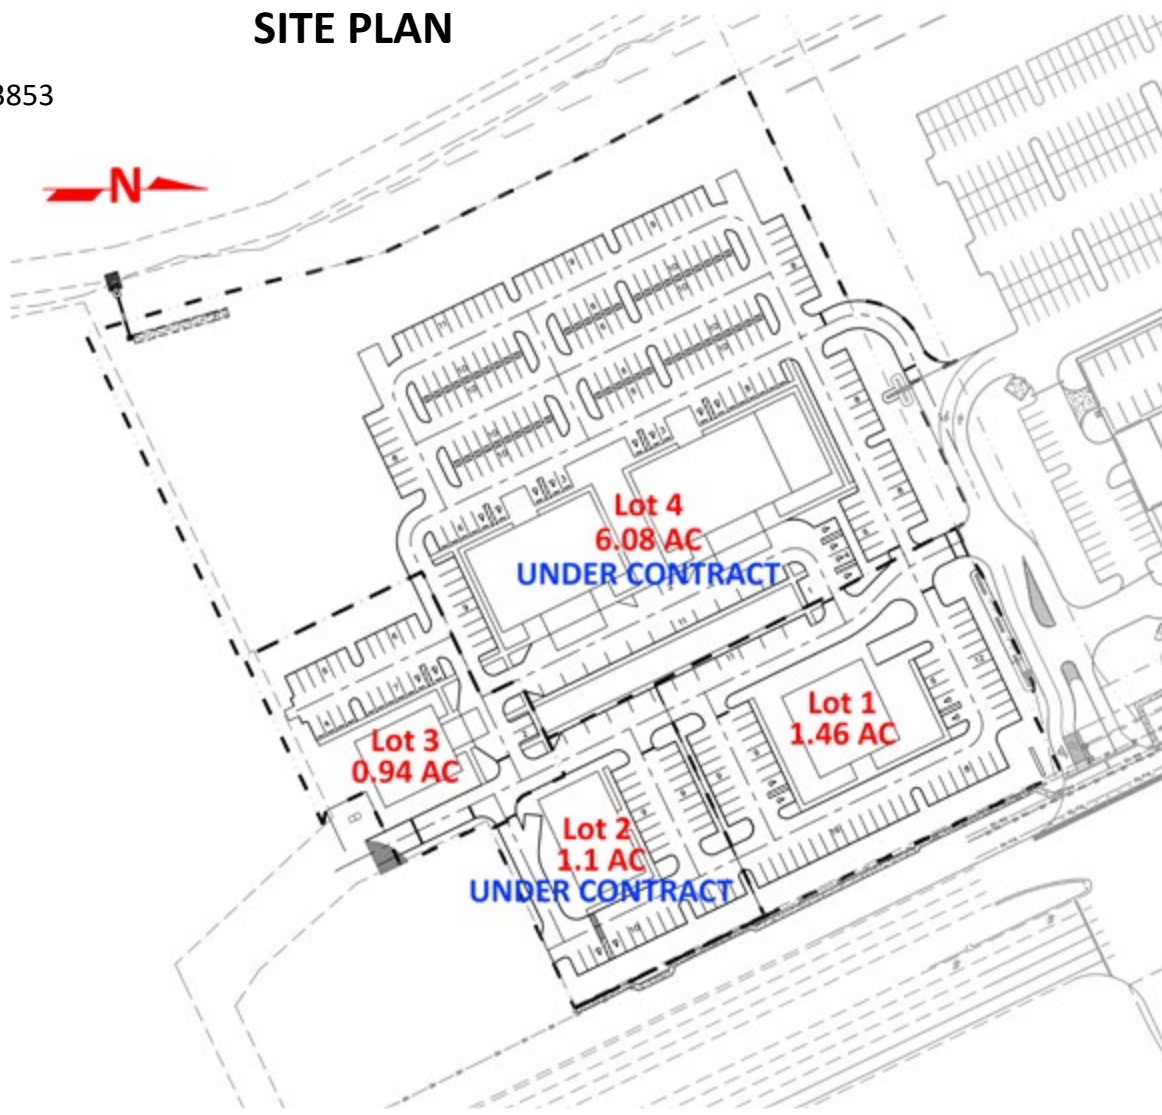 SITE PLAN
3853
N
Lot 4
6.08 AC
UNDER CONTRACT
Lot 1
1.46 AC
Lot 3
0.94 AC
Lot 2
1.1 AC
UNDER CONTRACT